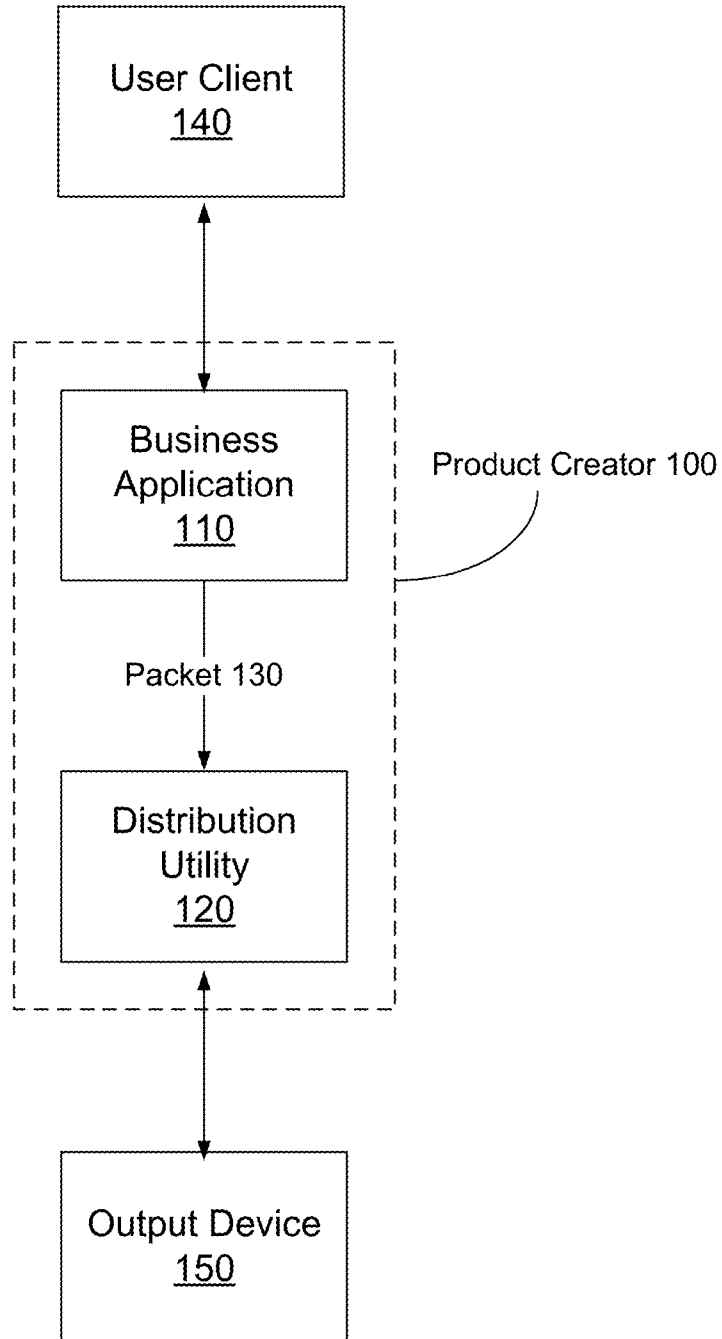 User Client
140
Business
Application
110
Product Creator 100
Packet 130
Distribution
Utility
120
Output Device
150